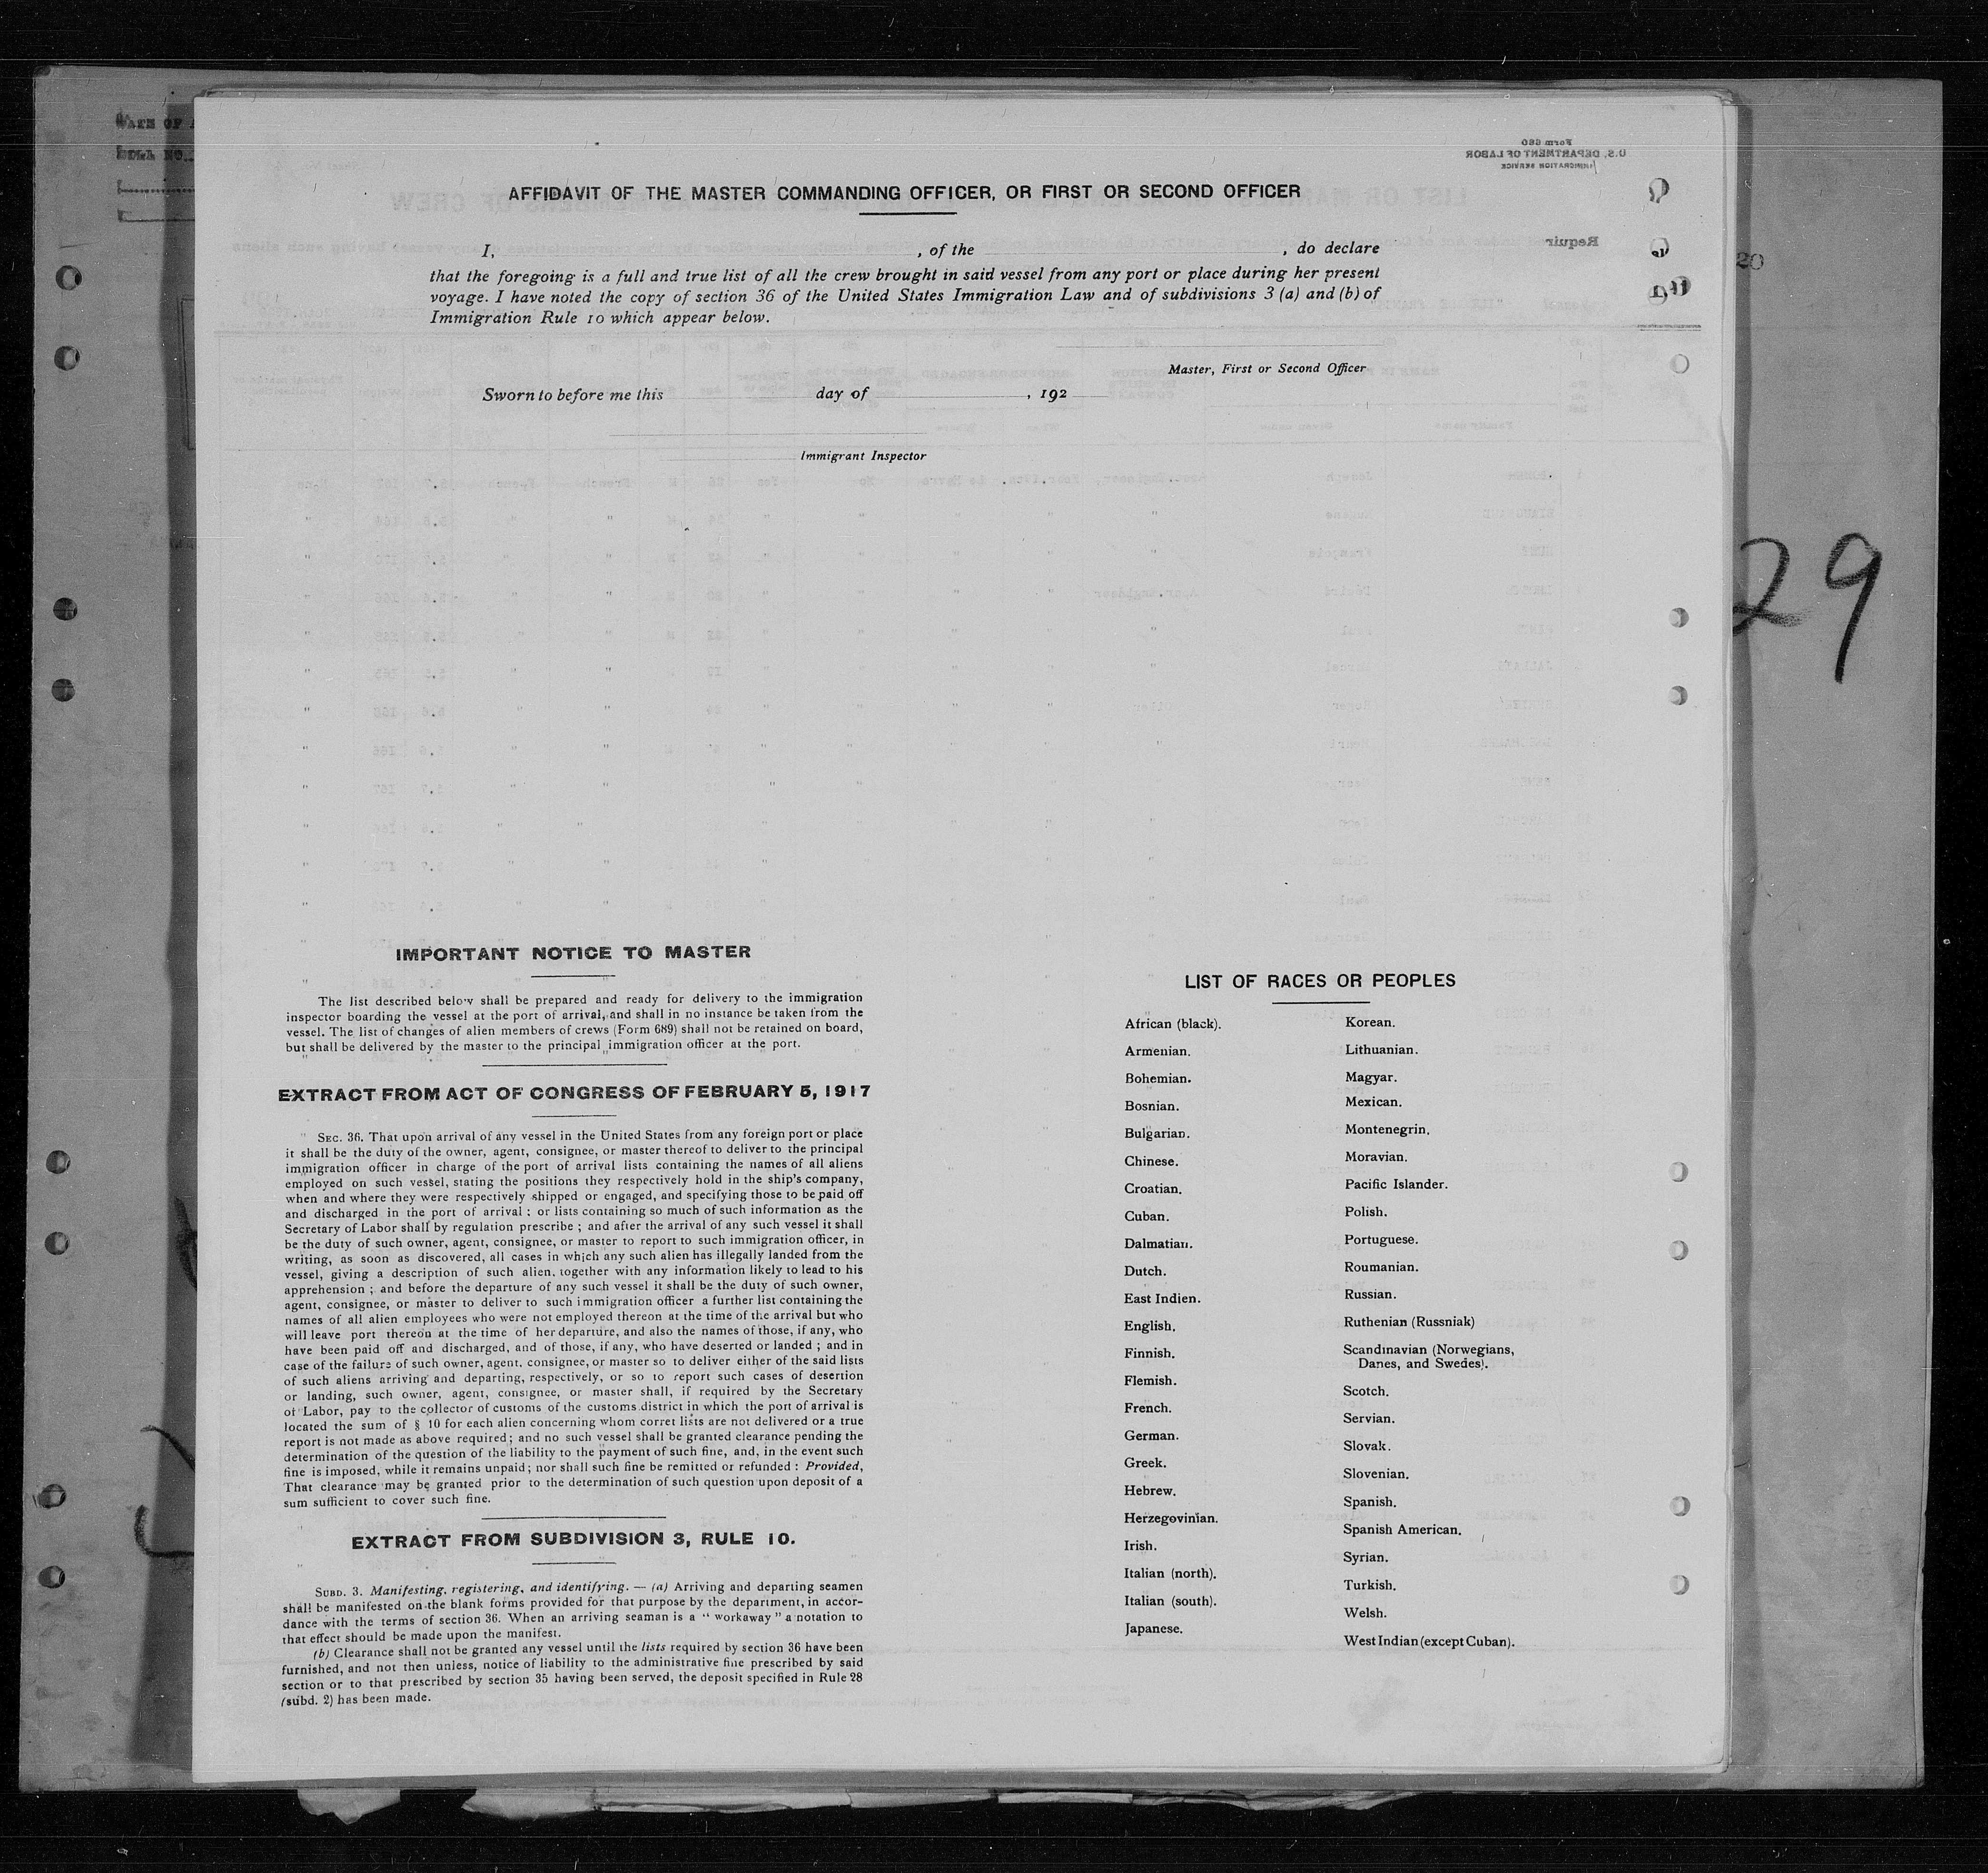 AFFIDAVIT OF THE MASTER COMMANDING OFFICER, OR FIRST OR SECOND OFFICER
I, , of the , do declare
that the foregoing is a full and true list of all the crew brought in said vessel from any port or place during her present
voyage. I have noted the copy of section 36 of the United States Immigration Law and of subdivisions 3 (a) and (b) of
Immigration Rule 10 which appear below.
Master, First or Second Officer
Sworn to before me this day of , 192
Immigrant Inspector
29
IMPORTANT NOTICE TO MASTER
The list described below shall be prepared and ready for delivery to the immigration
inspector boarding the vessel at the port of arrival, and shall in no instance be taken from the
vessel. The list of changes of alien members of crews (Form 689) shall not be retained on board,
but shall be delivered by the master to the principal immigration officer at the port.
EXTRACT FROM ACT OF CONGRESS OF FEBRUARY 5, 1917
SEC. 36. That upon arrival of any vessel in the United States from any foreign port or place
it shall be the duty of the owner, agent, consignee, or master thereof to deliver to the principal
immigration officer in charge of the port of arrival lists containing the names of all aliens
employed on such vessel, stating the positions they respectively hold in the ship's company,
when and where they were respectively shipped or engaged, and specifying those to be paid off
and discharged in the port of arrival : or lists containing so much of such information as the
Secretary of Labor shall by regulation prescribe ; and after the arrival of any such vessel it shall
be the duty of such owner, agent, consignee, or master to report to such immigration officer, in
writing, as soon as discovered, all cases in which any such alien has illegally landed from the
vessel, giving a description of such alien. together with any information likely to lead to his
apprehension ; and before the departure of any such vessel it shall be the duty of such owner,
agent, consignee, or master to deliver to such immigration officer a further list containing the
names of all alien employees who were not employed thereon at the time of the arrival but who
will leave port thereon at the time of her departure, and also the names of those, if any, who
have been paid off and discharged, and of those, if any, who have deserted or landed ; and in
case of the failure of such owner, agent, consignee, or master so to deliver either of the said lists
of such aliens arriving and departing, respectively, or so to report such cases of desertion
or landing, such owner, agent, consignee, or master shall, if required by the Secretary
of Labor, pay to the collector of customs of the customs district in which the port of arrival is
located the sum of § 10 for each alien concerning whom corret lists are not delivered or a true
report is not made as above required ; and no such vessel shall be granted clearance pending the
determination of the question of the liability to the payment of such fine, and, in the event such
fine is imposed, while it remains unpaid ; nor shall such fine be remitted or refunded : Provided,
That clearance may be granted prior to the determination of such question upon deposit of a
sum sufficient to cover such fine.
EXTRACT FROM SUBDIVISION 3, RULE 10.
SUBD. 3. Manifesting, registering, and identifying. — (a) Arriving and departing seamen
shall be manifested on the blank forms provided for that purpose by the department, in accor-
dance with the terms of section 36. When an arriving seaman is a " workaway " a notation to
that effect should be made upon the manifest.
(b) Clearance shall not be granted any vessel until the lists required by section 36 have been
furnished, and not then unless, notice of liability to the administrative fine prescribed by said
section or to that prescribed by section 35 having been served, the deposit specified in Rule 28
(subd. 2) has been made.
LIST OF RACES OR PEOPLES
African (black).
Armenian.
Bohemian.
Bosnian.
Bulgarian.
Chinese.
Croatian.
Cuban.
Dalmatian.
Dutch.
East Indien.
English.
Finnish.
Flemish.
French.
German.
Greek.
Hebrew.
Herzegovinian.
Irish.
Italian (north).
Italian (south).
Japanese.
Korean.
Lithuanian.
Magyar.
Mexican.
Montenegrin.
Moravian.
Pacific Islander.
Polish.
Portuguese.
Roumanian.
Russian.
Ruthenian (Russniak)
Scandinavian (Norwegians,
Danes, and Swedes).
Scotch.
Servian.
Slovak.
Slovenian.
Spanish.
Spanish American.
Syrian.
Turkish.
Welsh.
West Indian (except Cuban).